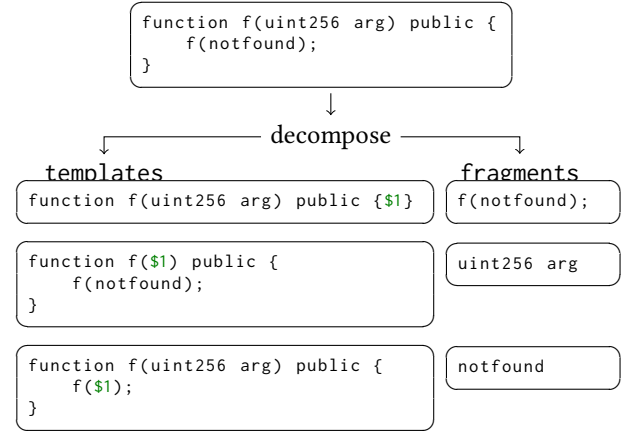 function f(uint256 arg) public {
    f(notfound);
}
decompose
templates
fragments
function f(uint256 arg) public {$1}
f(notfound);
function f($1) public {
    f(notfound);
}
uint256 arg
function f(uint256 arg) public {
    f($1);
}
notfound